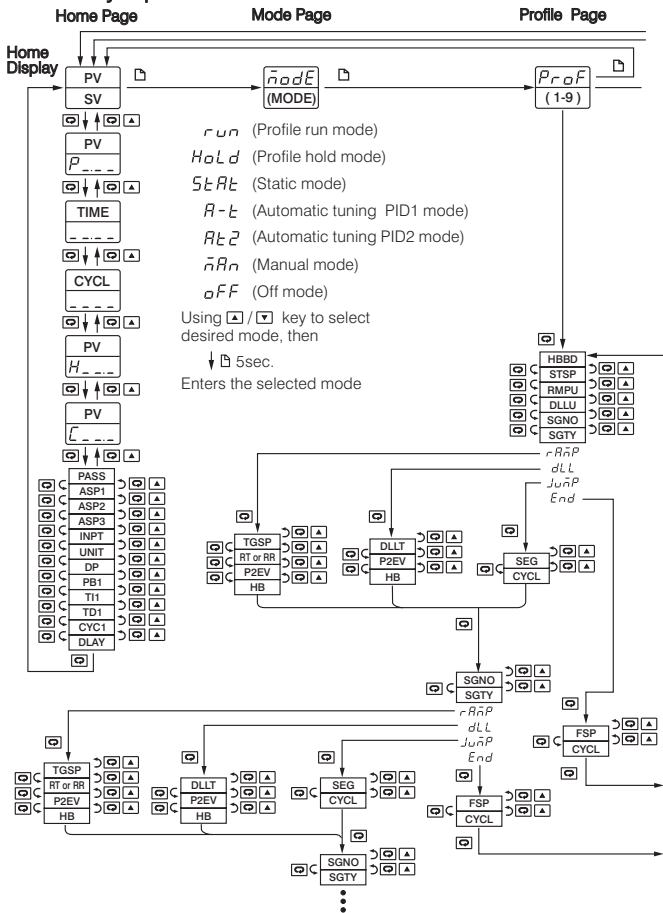 Home Page Mode Page Profile Page
Home
Display
PV
SV
modE
(MODE)
ProF
(1-9)
PV
P_ _._ _
TIME
_ _._ _
CYCL
_ _ _ _
PV
H_ _ _._
PV
C_ _ _._
run (Profile run mode)
HoLd (Profile hold mode)
StAt (Static mode)
A-t (Automatic tuning PID1 mode)
At2 (Automatic tuning PID2 mode)
mAn (Manual mode)
oFF (Off mode)
Using ▲ / ▼ key to select
desired mode, then
5sec.
Enters the selected mode
PASS
ASP1
ASP2
ASP3
INPT
UNIT
DP
PB1
TI1
TD1
CYC1
DLAY
HBBD
STSP
RMPU
DLLU
SGNO
SGTY
rAmP
dLL
JumP
End
TGSP
RT or RR
P2EV
HB
DLLT
P2EV
HB
SEG
CYCL
SGNO
SGTY
rAmP
dLL
JumP
End
FSP
CYCL
TGSP
RT or RR
P2EV
HB
DLLT
P2EV
HB
SEG
CYCL
FSP
CYCL
SGNO
SGTY